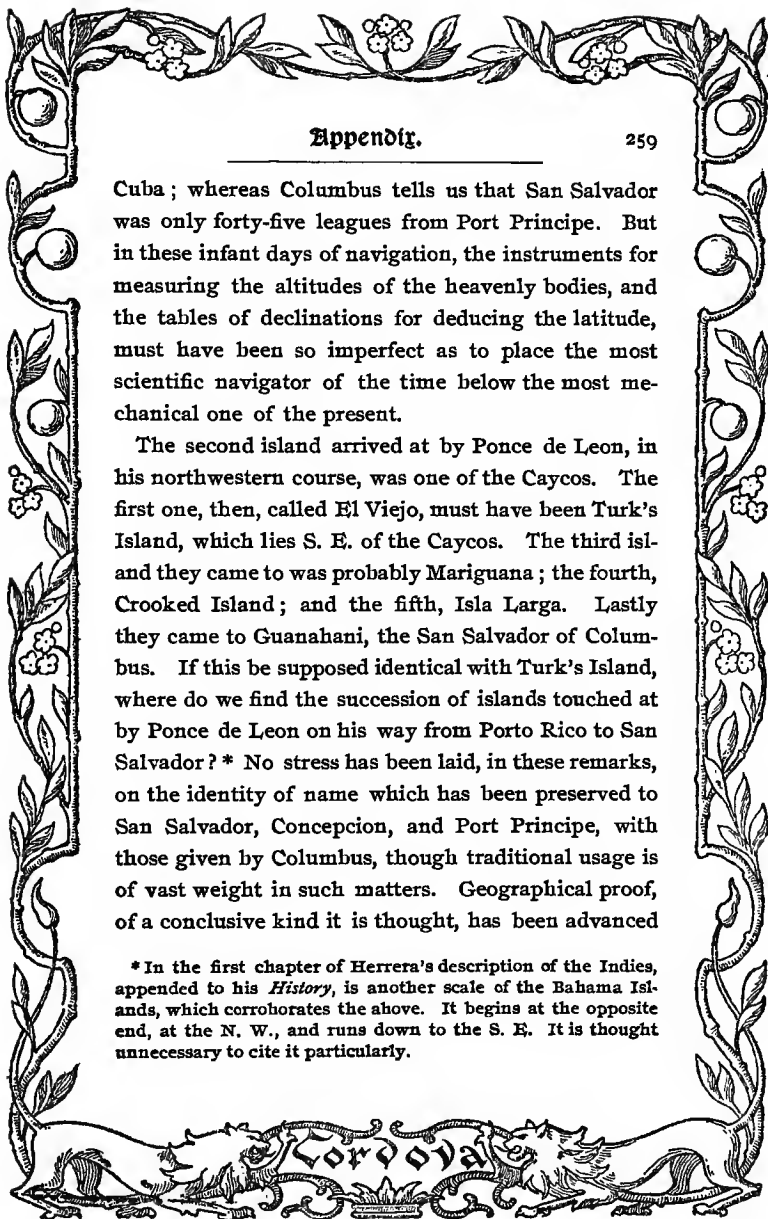 Appendix. 259
Cuba ; whereas Columbus tells us that San Salvador
was only forty-five leagues from Port Principe. But
in these infant days of navigation, the instruments for
measuring the altitudes of the heavenly bodies, and
the tables of declinations for deducing the latitude,
must have been so imperfect as to place the most
scientific navigator of the time below the most me-
chanical one of the present.
The second island arrived at by Ponce de Leon, in
his northwestern course, was one of the Caycos. The
first one, then, called El Viejo, must have been Turk's
Island, which lies S. E. of the Caycos. The third isl-
and they came to was probably Mariguana ; the fourth,
Crooked Island ; and the fifth, Isla Larga. Lastly
they came to Guanahani, the San Salvador of Colum-
bus. If this be supposed identical with Turk's Island,
where do we find the succession of islands touched at
by Ponce de Leon on his way from Porto Rico to San
Salvador ? * No stress has been laid, in these remarks,
on the identity of name which has been preserved to
San Salvador, Concepcion, and Port Principe, with
those given by Columbus, though traditional usage is
of vast weight in such matters. Geographical proof,
of a conclusive kind it is thought, has been advanced
* In the first chapter of Herrera's description of the Indies,
appended to his History, is another scale of the Bahama Isl-
ands, which corroborates the above. It begins at the opposite
end, at the N. W., and runs down to the S. E. It is thought
unnecessary to cite it particularly.
Cordova